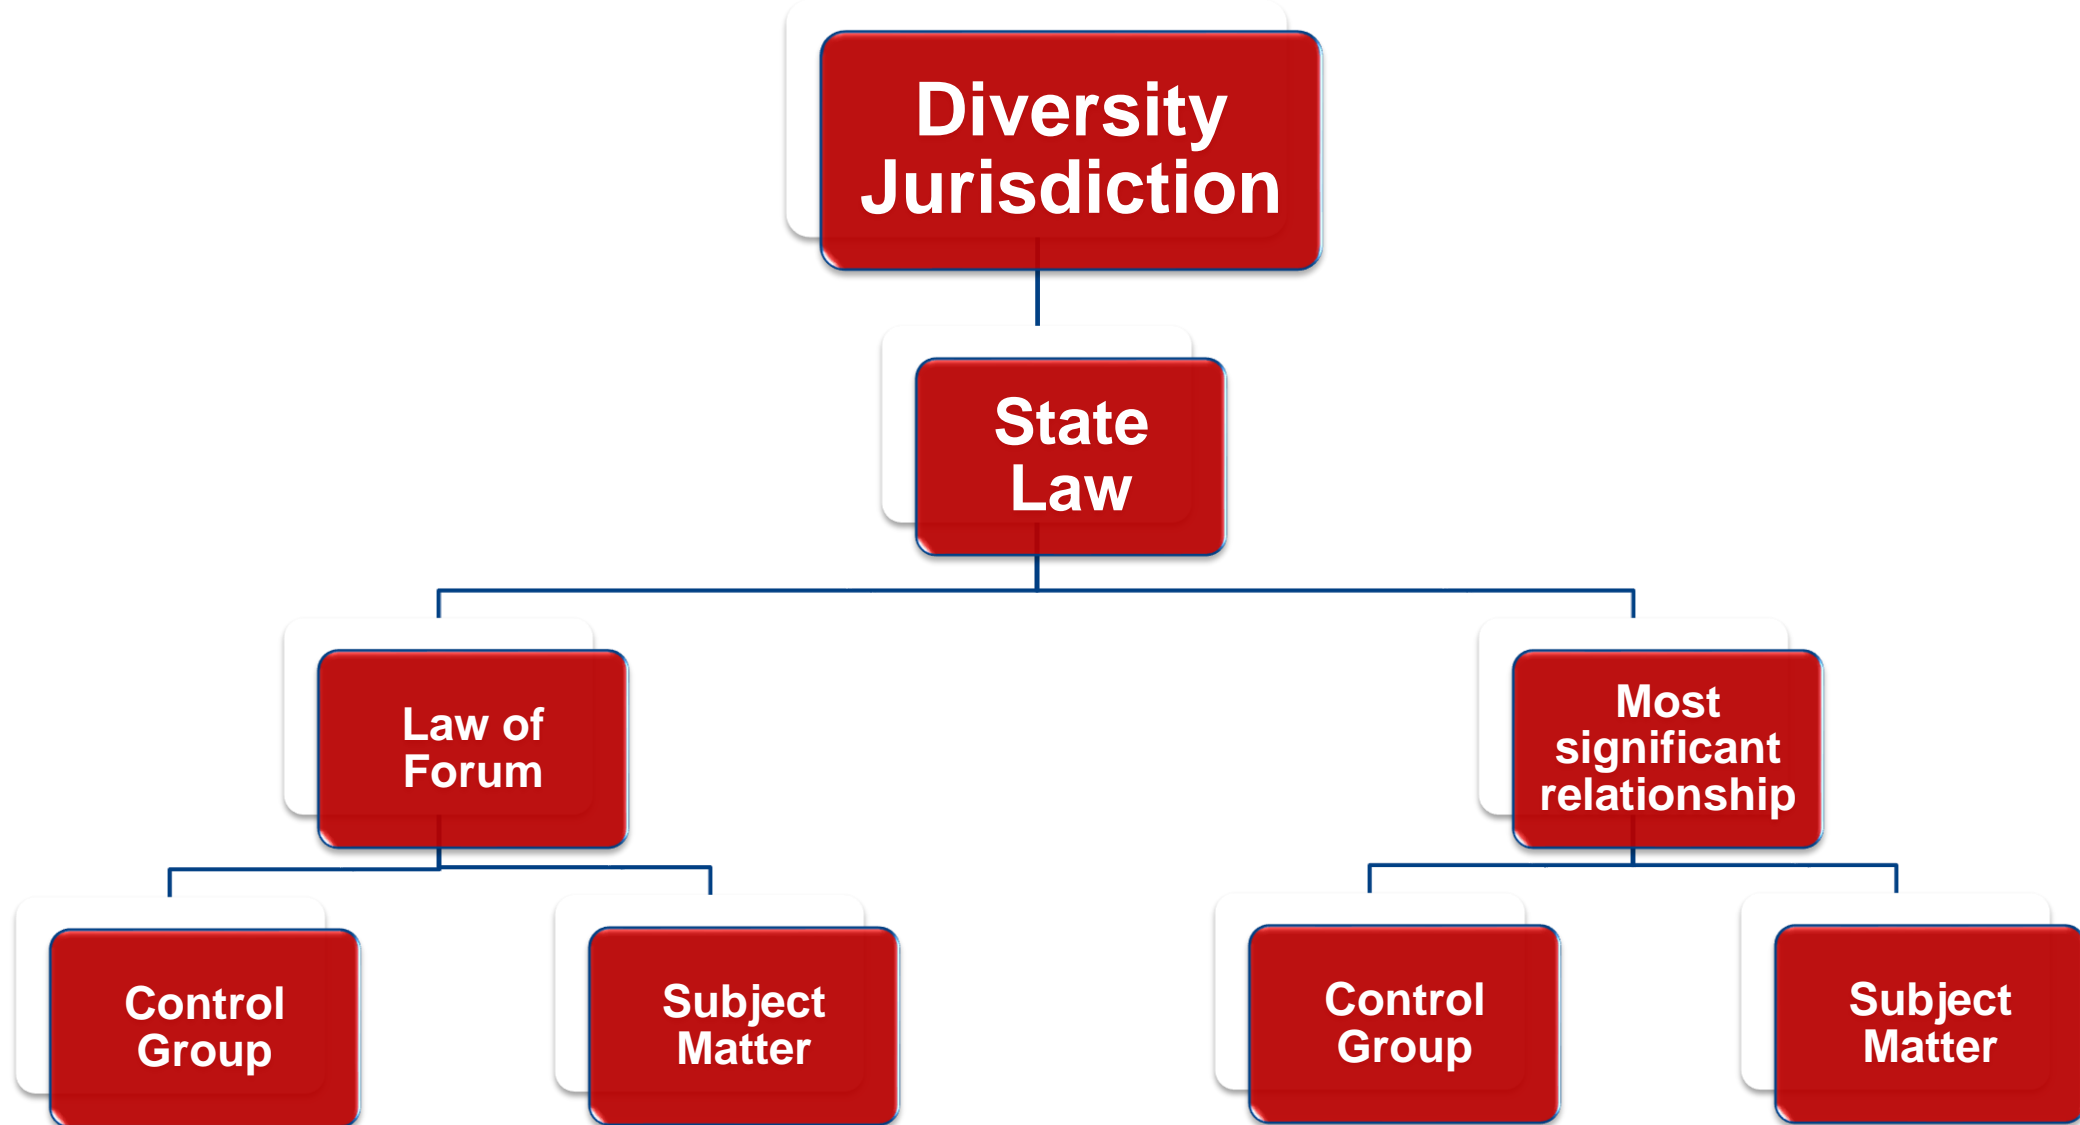 Diversity
Jurisdiction
State
Law
Law of
Forum
Most
significant
relationship
Control
Group
Subject
Matter
Control
Group
Subject
Matter